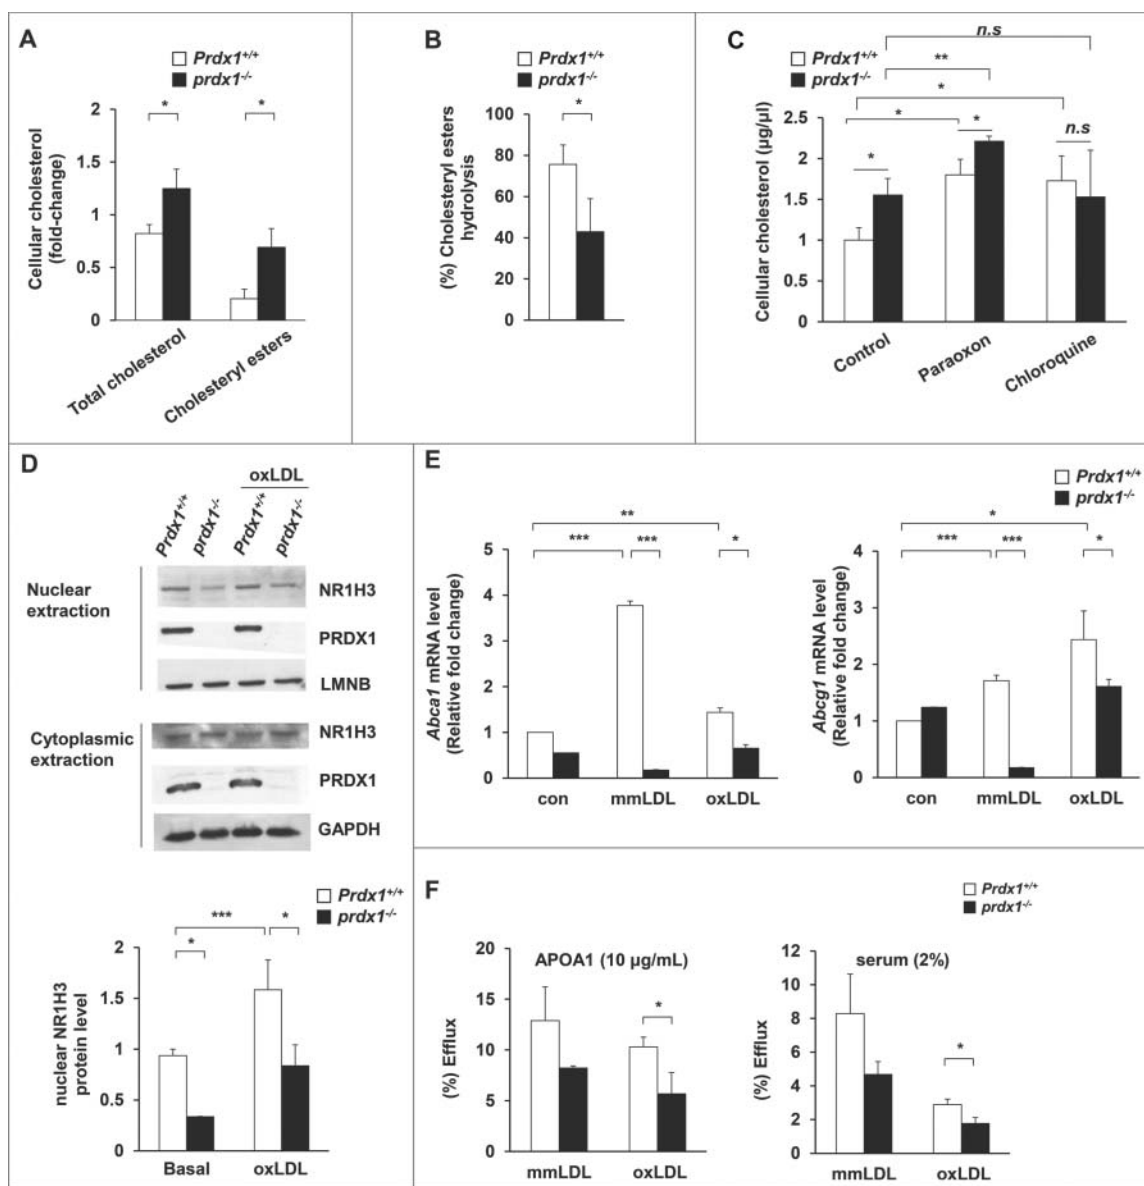 A
Prdx1+/+
prdx1-/-
* *
Cellular cholesterol
(fold-change)
2
1.5
1
0.5
0
Total cholesterol
Cholesteryl esters
B
Prdx1+/+
prdx1-/-
*
(%) Cholesteryl esters
hydrolysis
100
80
60
40
20
0
C
Prdx1+/+
prdx1-/-
n.s
**
*
* *
n.s
*
Cellular cholesterol (µg/µl)
2.5
2
1.5
1
0.5
0
Control
Paraoxon
Chloroquine
D
oxLDL
Prdx1+/+
prdx1-/-
Prdx1+/+
prdx1-/-
Nuclear
extraction
NR1H3
PRDX1
LMNB
Cytoplasmic
extraction
NR1H3
PRDX1
GAPDH
Prdx1+/+
prdx1-/-
*** *
*
nuclear NR1H3
protein level
2
1.5
1
0.5
0
Basal oxLDL
E
Prdx1+/+
prdx1-/-
**
*** *** *
Abca1 mRNA level
(Relative fold change)
5
4
3
2
1
0
con mmLDL oxLDL
*
*** *** *
Abcg1 mRNA level
(Relative fold change)
4
3
2
1
0
con mmLDL oxLDL
F
Prdx1+/+
prdx1-/-
APOA1 (10 µg/mL)
*
(%) Efflux
20
15
10
5
0
mmLDL oxLDL
serum (2%)
*
(%) Efflux
12
10
8
6
4
2
0
mmLDL oxLDL